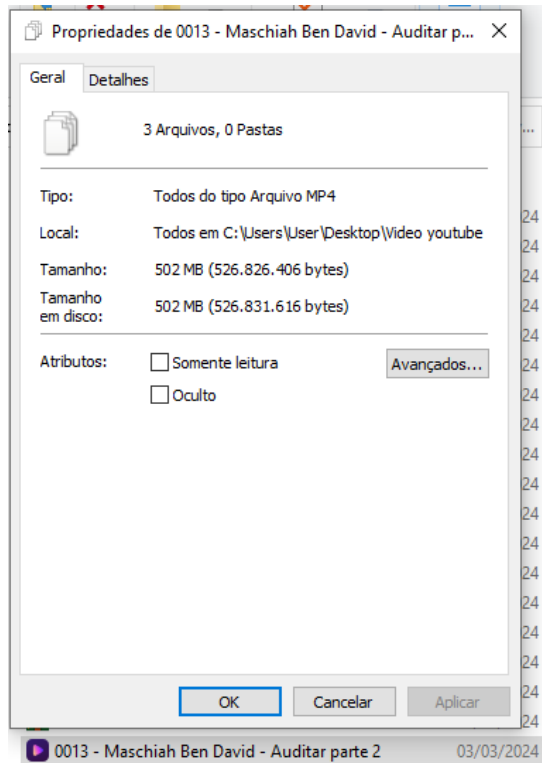 Propriedades de 0013 - Maschiah Ben David - Auditar p...
Geral Detalhes
3 Arquivos, 0 Pastas
Tipo: Todos do tipo Arquivo MP4
Local: Todos em C:\Users\User\Desktop\Video youtube
Tamanho: 502 MB (526.826.406 bytes)
Tamanho
em disco: 502 MB (526.831.616 bytes)
Atributos: Somente leitura Avançados...
Oculto
OK Cancelar Aplicar
0013 - Maschiah Ben David - Auditar parte 2 03/03/2024